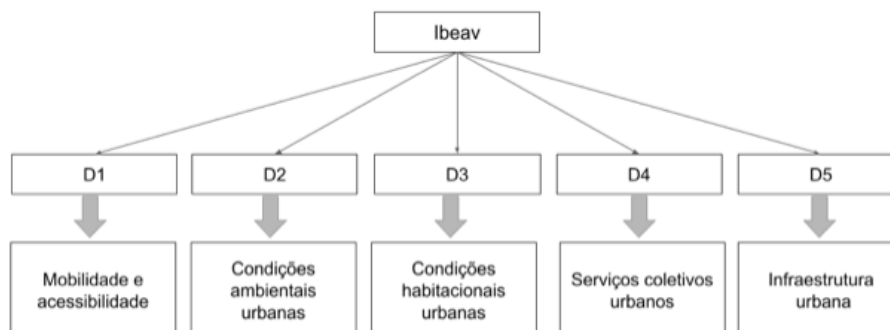 Ibeav
D1
D2
D3
D4
D5
Mobilidade e
acessibilidade
Condições
ambientais
urbanas
Condições
habitacionais
urbanas
Serviços coletivos
urbanos
Infraestrutura
urbana